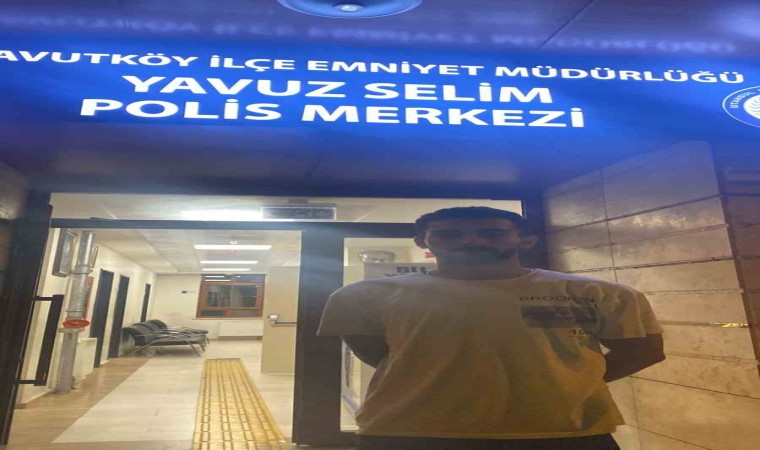 AVUTKÖY İLÇE EMNİYET MÜDÜRLÜĞÜ
YAVUZ SELİM
POLİS MERKEZİ